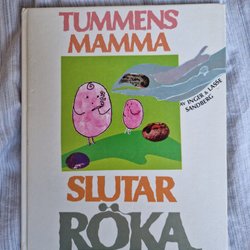 TUMMENS
MAMMA
AV INGER & LASSE
SANDBERG
SLUTAR
RÖKA